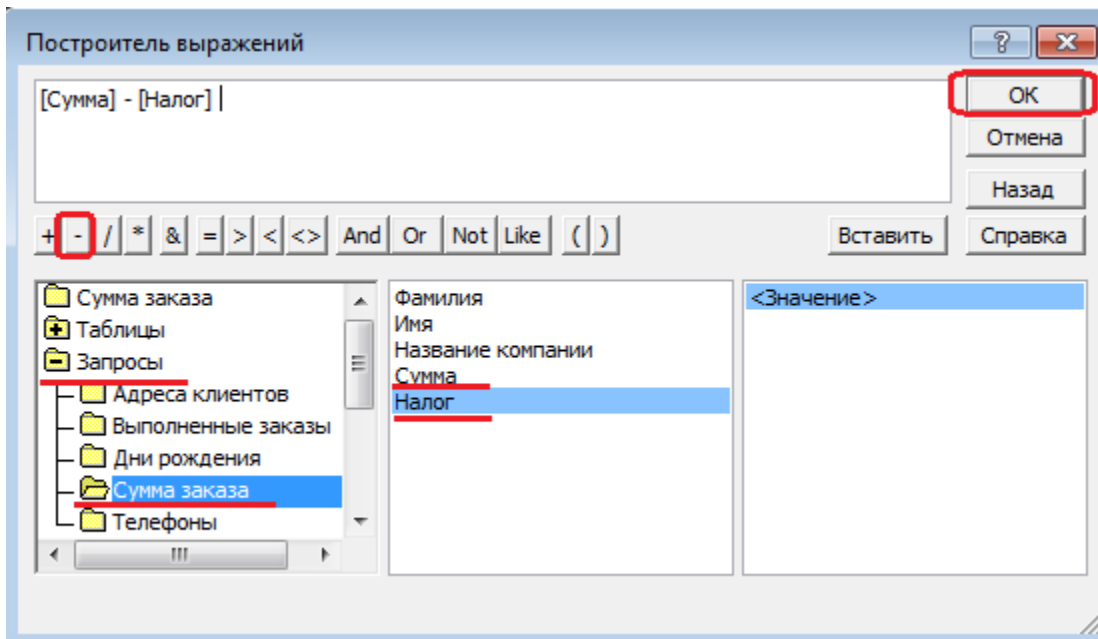 Построитель выражений
[Сумма] - [Налог]
OK
Отмена
Назад
+ - / * & = > < <> And Or Not Like ( ) Вставить Справка
Сумма заказа
Таблицы
Запросы
Адреса клиентов
Выполненные заказы
Дни рождения
Сумма заказа
Телефоны
Фамилия
Имя
Название компании
Сумма
Налог
<Значение>